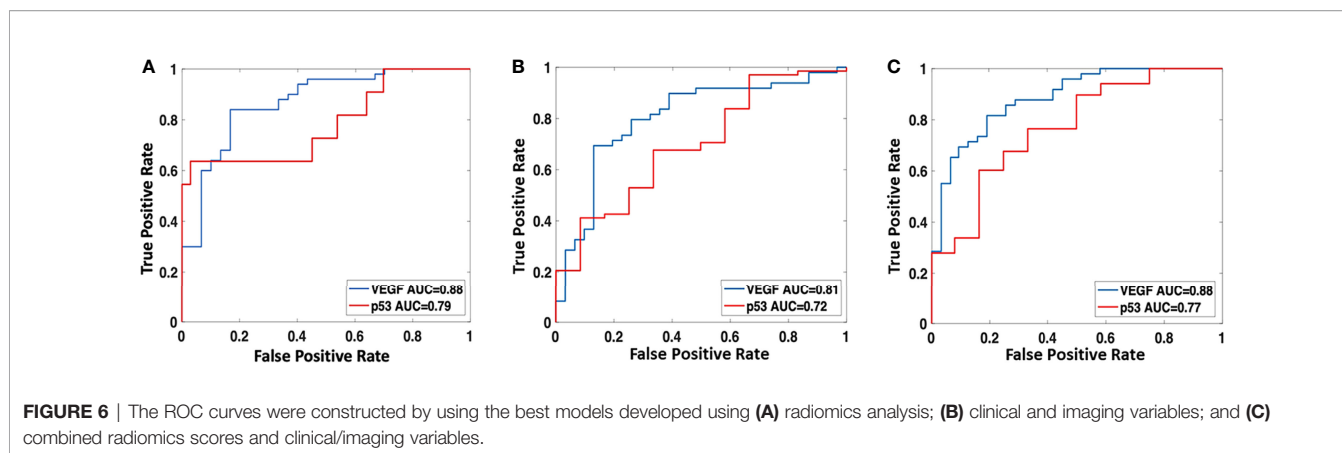 A
1
0.8
0.6
0.4
0.2
0
0 0.2 0.4 0.6 0.8 1
True Positive Rate
False Positive Rate
VEGF AUC=0.88
p53 AUC=0.79
B
1
0.8
0.6
0.4
0.2
0
0 0.2 0.4 0.6 0.8 1
True Positive Rate
False Positive Rate
VEGF AUC=0.81
p53 AUC=0.72
C
1
0.8
0.6
0.4
0.2
0
0 0.2 0.4 0.6 0.8 1
True Positive Rate
False Positive Rate
VEGF AUC=0.88
p53 AUC=0.77
FIGURE 6 | The ROC curves were constructed by using the best models developed using (A) radiomics analysis; (B) clinical and imaging variables; and (C)
combined radiomics scores and clinical/imaging variables.